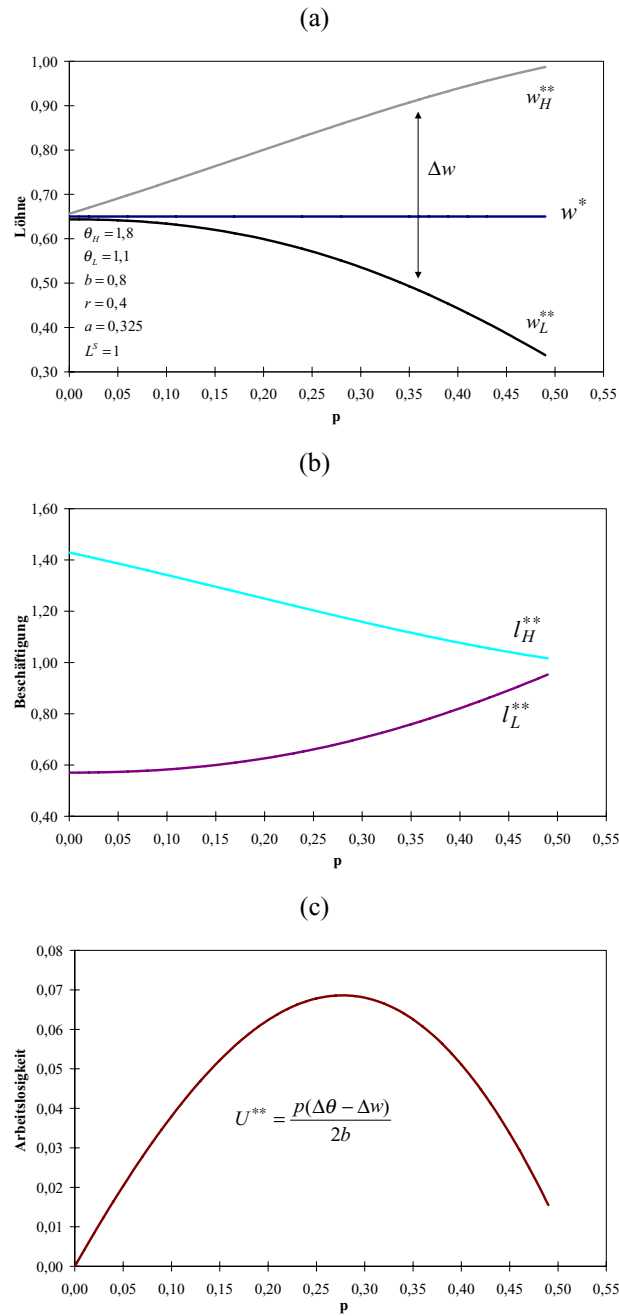 (a)
Löhne
1,00
0,90
0,80
0,70
0,60
0,50
0,40
0,30
w_H^{**}
Δw
w*
w_L^{**}
θ_H = 1,8
θ_L = 1,1
b = 0,8
r = 0,4
a = 0,325
L^S = 1
0,00 0,05 0,10 0,15 0,20 0,25 0,30 0,35 0,40 0,45 0,50 0,55
p
(b)
Beschäftigung
1,60
1,40
1,20
1,00
0,80
0,60
0,40
l_H^{**}
l_L^{**}
0,00 0,05 0,10 0,15 0,20 0,25 0,30 0,35 0,40 0,45 0,50 0,55
p
(c)
Arbeitslosigkeit
0,08
0,07
0,06
0,05
0,04
0,03
0,02
0,01
0,00
U^{**} = p(Δθ − Δw) / 2b
0,00 0,05 0,10 0,15 0,20 0,25 0,30 0,35 0,40 0,45 0,50 0,55
p